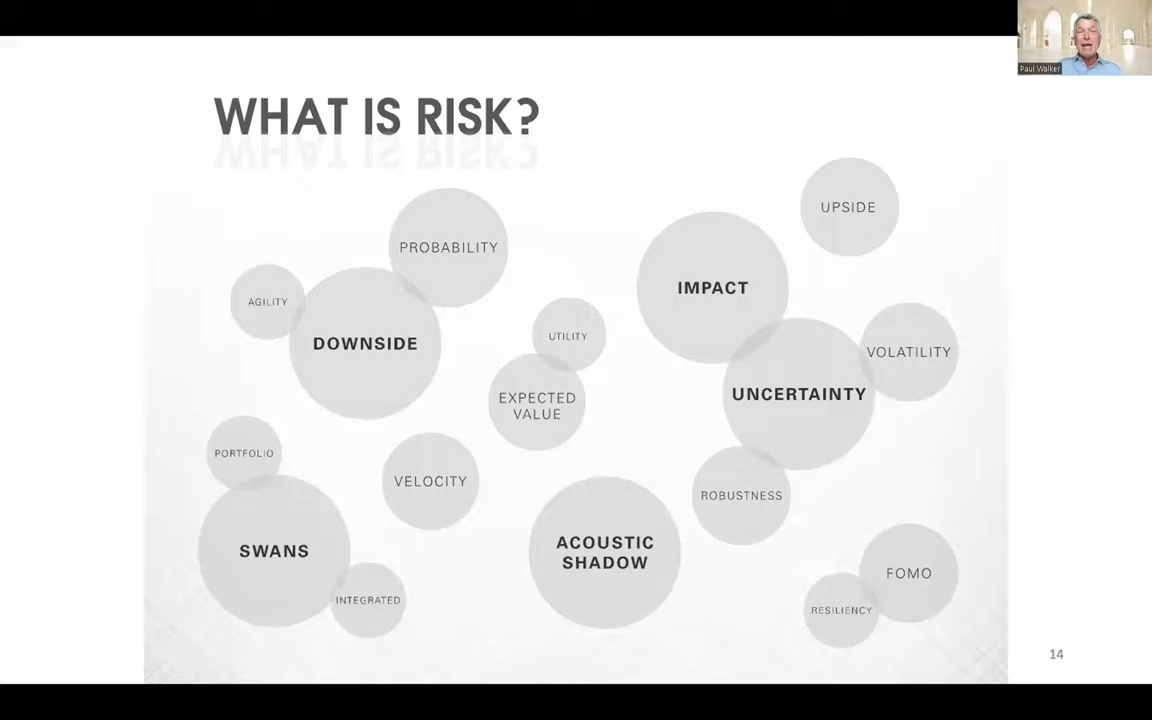 Paul Walker
WHAT IS RISK?
UPSIDE
PROBABILITY
IMPACT
AGILITY
UTILITY
DOWNSIDE
VOLATILITY
EXPECTED
VALUE
UNCERTAINTY
PORTFOLIO
VELOCITY
ROBUSTNESS
SWANS
ACOUSTIC
SHADOW
FOMO
INTEGRATED
RESILIENCY
14